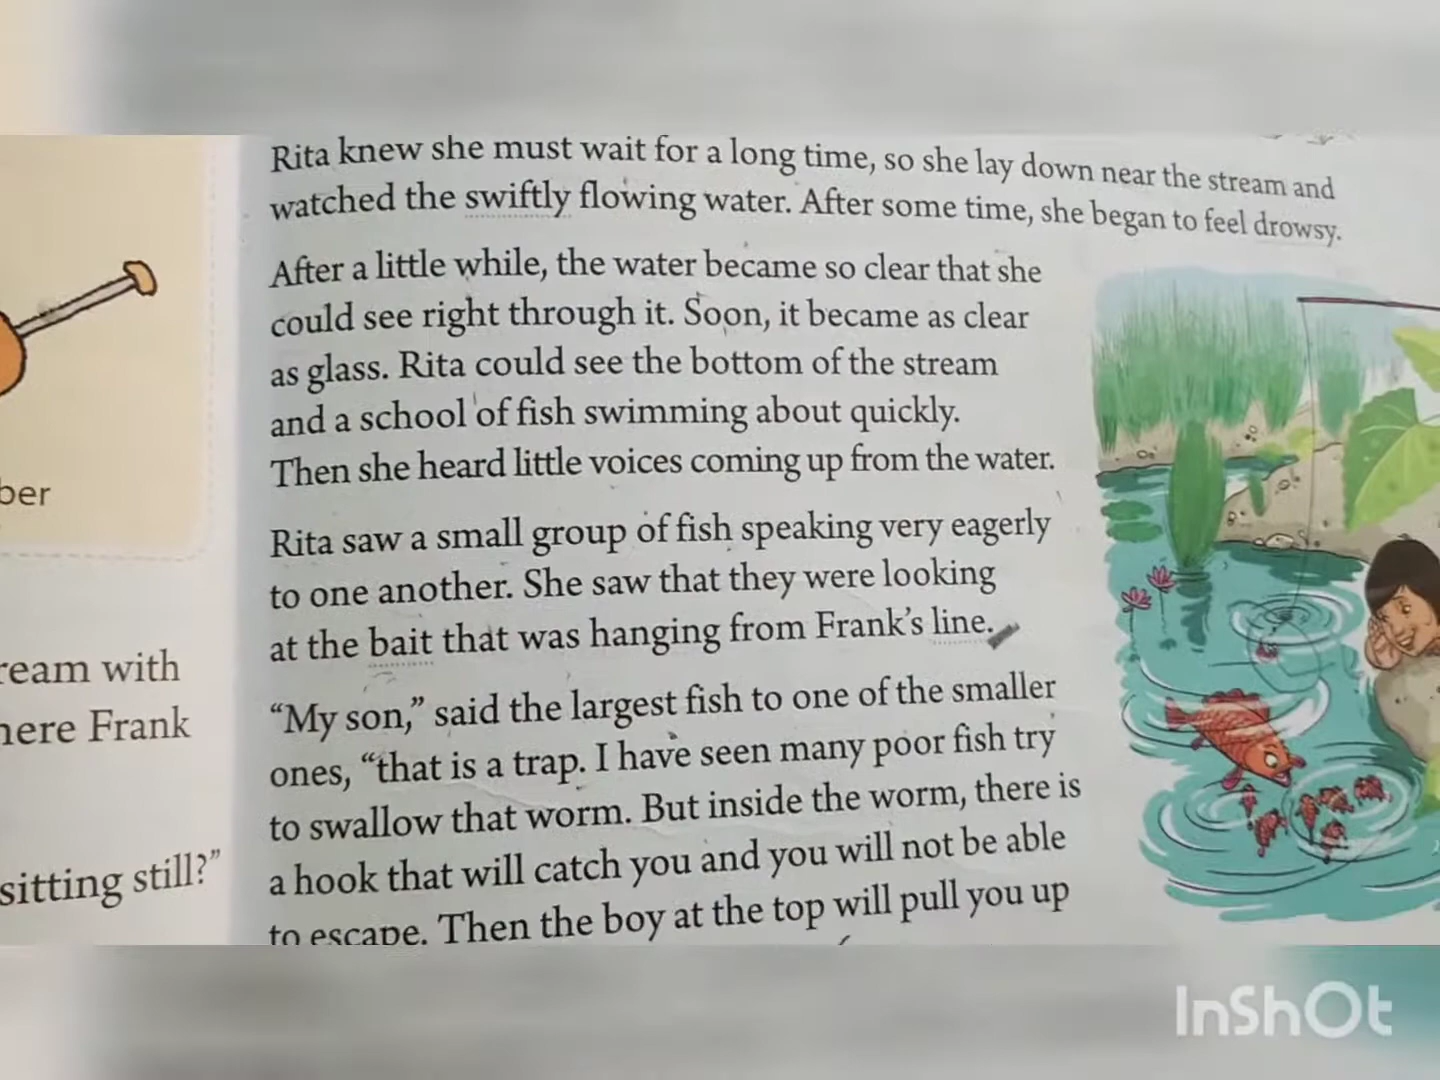 Rita knew she must wait for a long time, so she lay down near the stream and
watched the swiftly flowing water. After some time, she began to feel drowsy.
After a little while, the water became so clear that she
could see right through it. Soon, it became as clear
as glass. Rita could see the bottom of the stream
and a school of fish swimming about quickly.
Then she heard little voices coming up from the water.
Rita saw a small group of fish speaking very eagerly
to one another. She saw that they were looking
at the bait that was hanging from Frank's line.
"My son," said the largest fish to one of the smaller
ones, "that is a trap. I have seen many poor fish try
to swallow that worm. But inside the worm, there is
a hook that will catch you and you will not be able
to escape. Then the boy at the top will pull you up
ber
ream with
here Frank
sitting still?"
InShOt